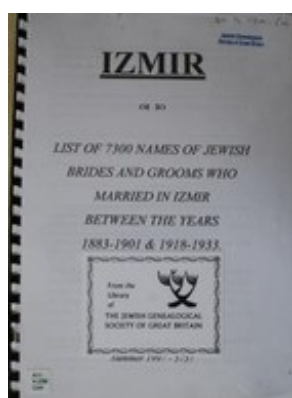 IZMIR
LIST OF 7300 NAMES OF JEWISH
BRIDES AND GROOMS WHO
MARRIED IN IZMIR
BETWEEN THE YEARS
1883-1901 & 1918-1933.
From the
Library
of
THE JEWISH GENEALOGICAL
SOCIETY OF GREAT BRITAIN